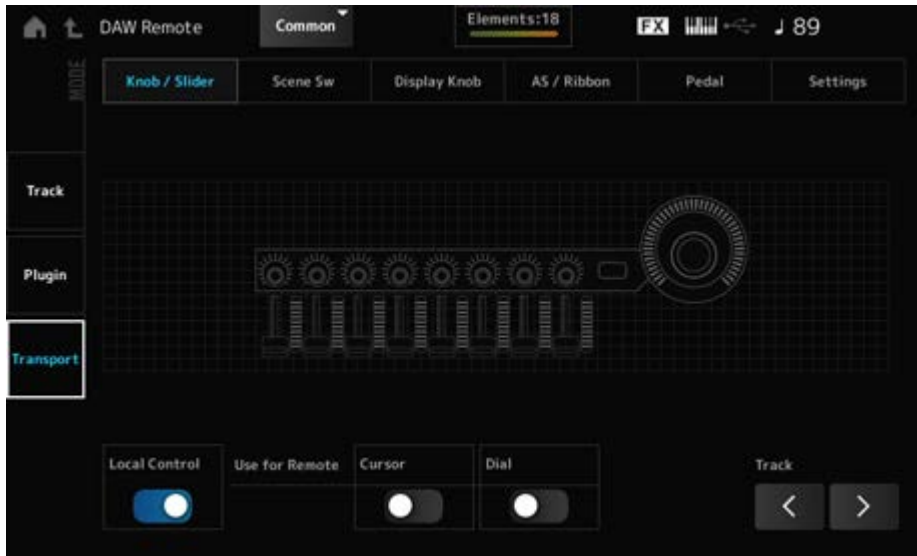 DAW Remote
Common
Elements:18
FX
♩ 89
MODE
Knob / Slider
Scene Sw
Display Knob
AS / Ribbon
Pedal
Settings
Track
Plugin
Transport
Local Control
Use for Remote
Cursor
Dial
Track